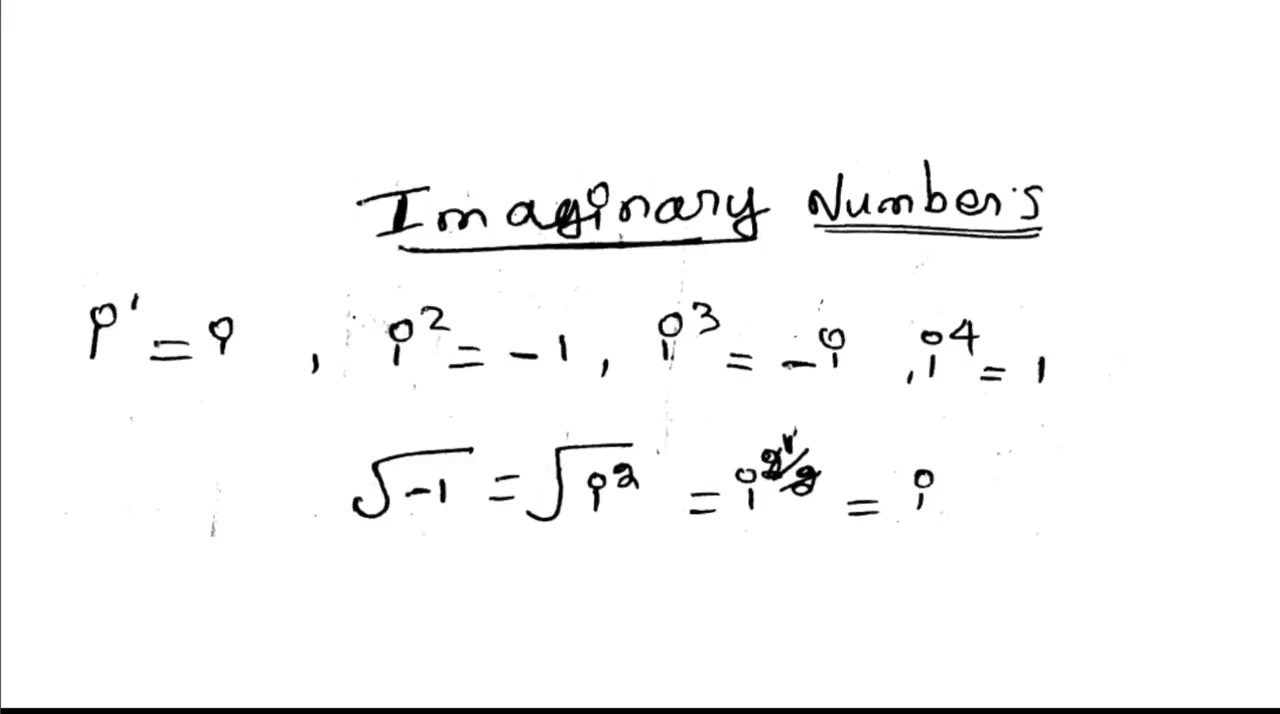 Imaginary Numbers
i¹ = i , i² = -1 , i³ = -i , i⁴ = 1
√-1 = √i² = i^2/2 = i